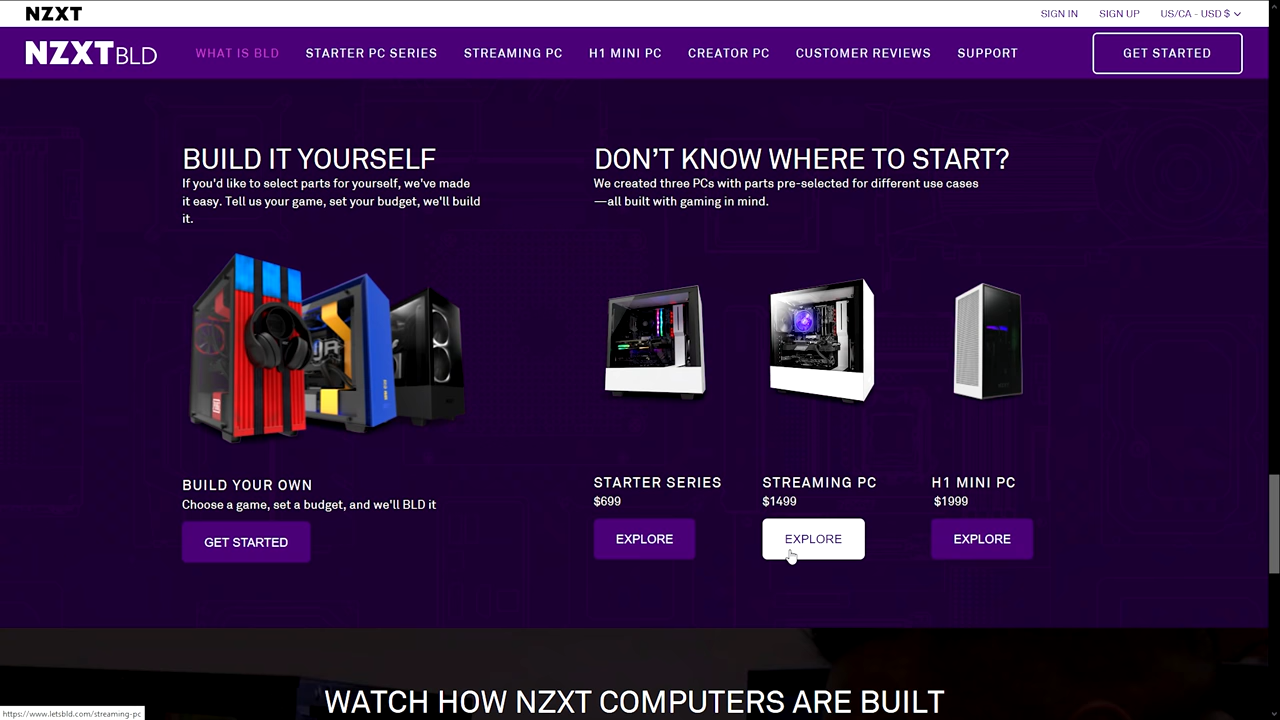 NZXT
SIGN IN
SIGN UP
US/CA - USD $
NZXT BLD
WHAT IS BLD
STARTER PC SERIES
STREAMING PC
H1 MINI PC
CREATOR PC
CUSTOMER REVIEWS
SUPPORT
GET STARTED
BUILD IT YOURSELF
If you'd like to select parts for yourself, we've made
it easy. Tell us your game, set your budget, we'll build
it.
DON'T KNOW WHERE TO START?
We created three PCs with parts pre-selected for different use cases
—all built with gaming in mind.
BUILD YOUR OWN
Choose a game, set a budget, and we'll BLD it
GET STARTED
STARTER SERIES
$699
EXPLORE
STREAMING PC
$1499
EXPLORE
H1 MINI PC
$1999
EXPLORE
WATCH HOW NZXT COMPUTERS ARE BUILT
https://www.letsbld.com/streaming-pc